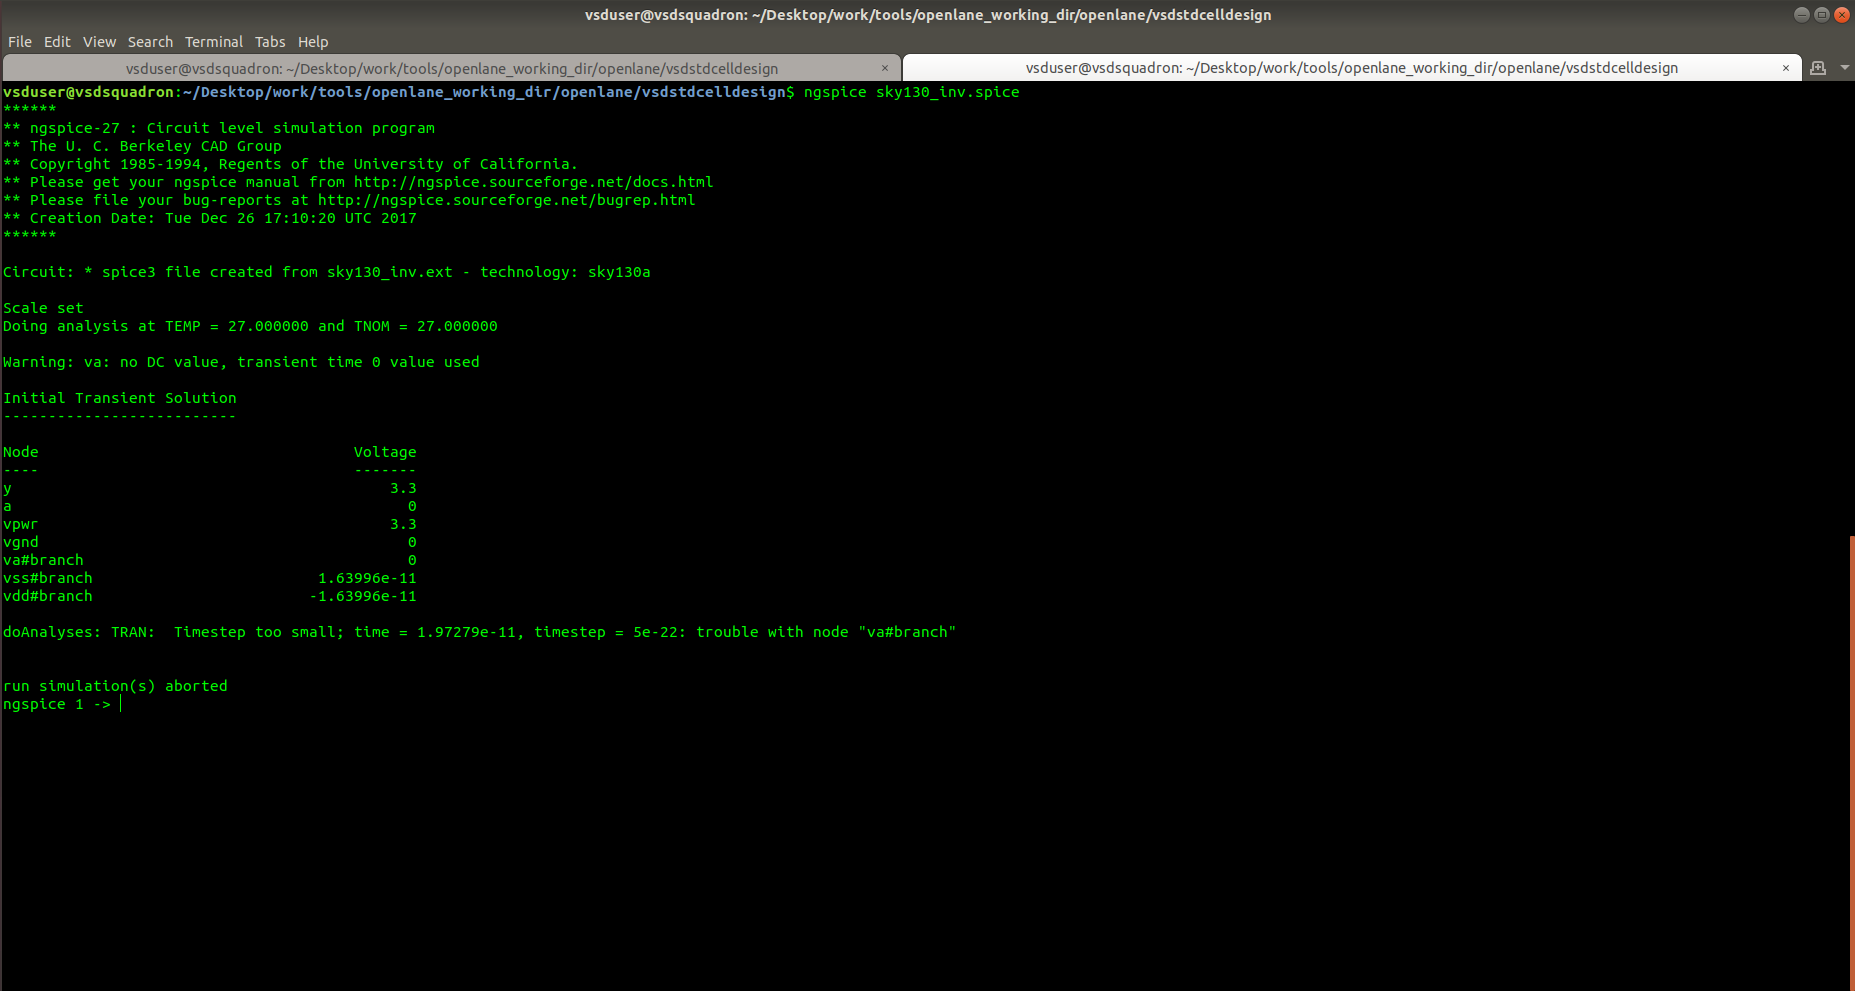 vsduser@vsdsquadron: ~/Desktop/work/tools/openlane_working_dir/openlane/vsdstdcelldesign
File Edit View Search Terminal Tabs Help
vsduser@vsdsquadron: ~/Desktop/work/tools/openlane_working_dir/openlane/vsdstdcelldesign × vsduser@vsdsquadron: ~/Desktop/work/tools/openlane_working_dir/openlane/vsdstdcelldesign ×
vsduser@vsdsquadron:~/Desktop/work/tools/openlane_working_dir/openlane/vsdstdcelldesign$ ngspice sky130_inv.spice
******
** ngspice-27 : Circuit level simulation program
** The U. C. Berkeley CAD Group
** Copyright 1985-1994, Regents of the University of California.
** Please get your ngspice manual from http://ngspice.sourceforge.net/docs.html
** Please file your bug-reports at http://ngspice.sourceforge.net/bugrep.html
** Creation Date: Tue Dec 26 17:10:20 UTC 2017
******
Circuit: * spice3 file created from sky130_inv.ext - technology: sky130a
Scale set
Doing analysis at TEMP = 27.000000 and TNOM = 27.000000
Warning: va: no DC value, transient time 0 value used
Initial Transient Solution
--------------------------
Node Voltage
---- -------
y 3.3
a 0
vpwr 3.3
vgnd 0
va#branch 0
vss#branch 1.63996e-11
vdd#branch -1.63996e-11
doAnalyses: TRAN:  Timestep too small; time = 1.97279e-11, timestep = 5e-22: trouble with node "va#branch"
run simulation(s) aborted
ngspice 1 ->